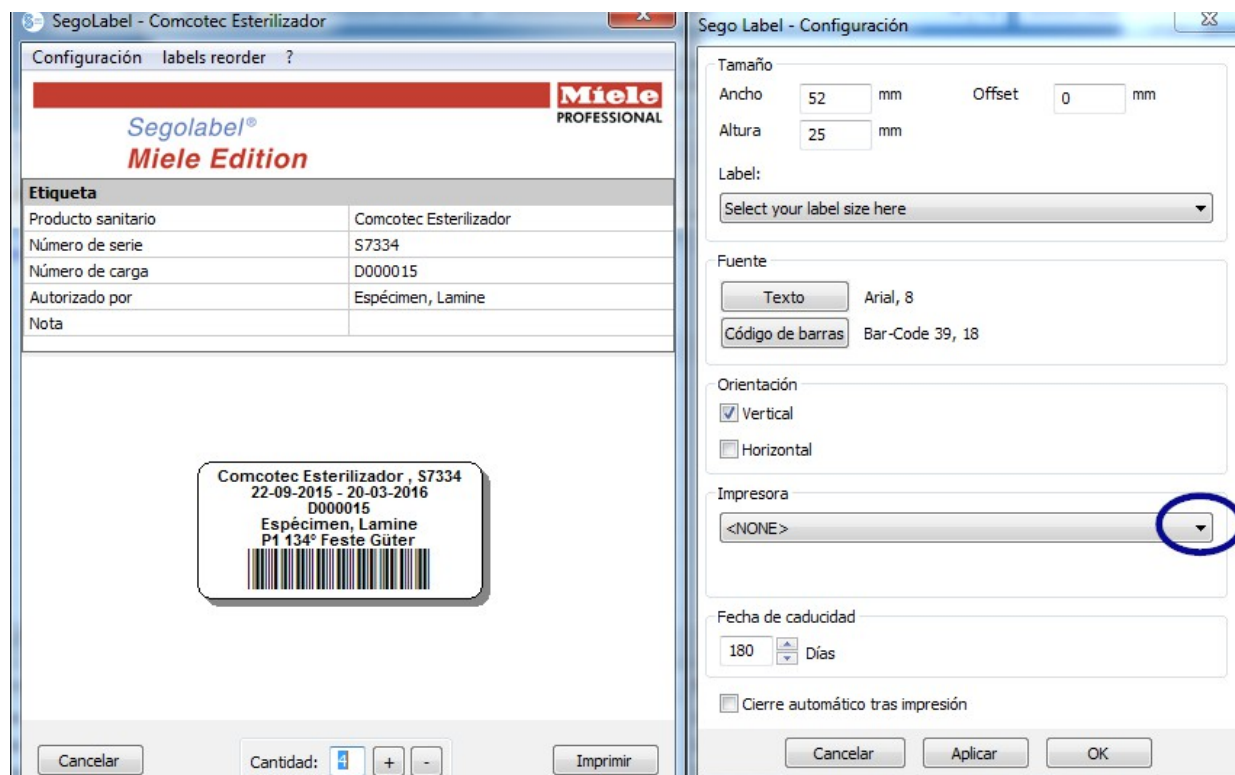 SegoLabel - Comcotec Esterilizador
Configuración labels reorder ?
Miele
PROFESSIONAL
Segolabel®
Miele Edition
Etiqueta
Producto sanitario Comcotec Esterilizador
Número de serie S7334
Número de carga D000015
Autorizado por Espécimen, Lamine
Nota
Comcotec Esterilizador , S7334
22-09-2015 - 20-03-2016
D000015
Espécimen, Lamine
P1 134° Feste Güter
Cancelar Cantidad: 4 + - Imprimir
Sego Label - Configuración
Tamaño
Ancho 52 mm Offset 0 mm
Altura 25 mm
Label:
Select your label size here
Fuente
Texto Arial, 8
Código de barras Bar-Code 39, 18
Orientación
Vertical
Horizontal
Impresora
<NONE>
Fecha de caducidad
180 Días
Cierre automático tras impresión
Cancelar Aplicar OK